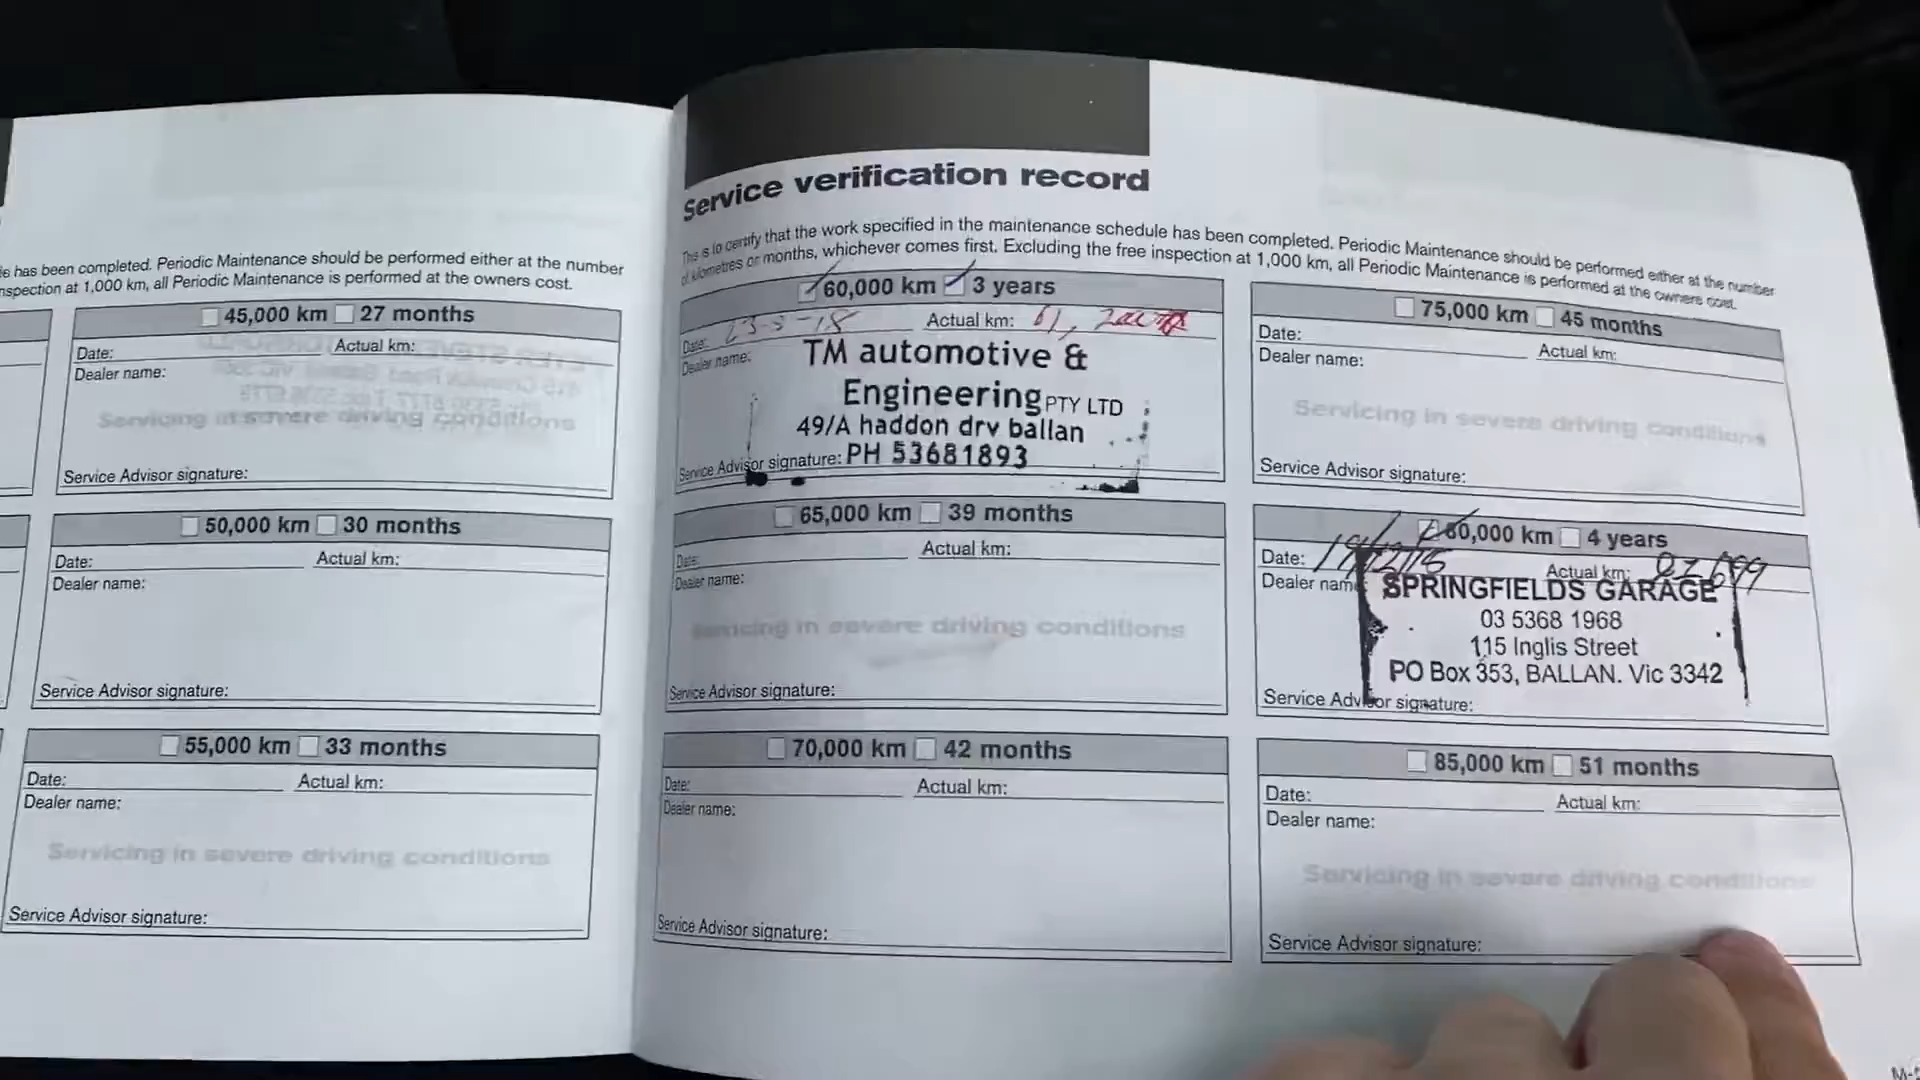 e has been completed. Periodic Maintenance should be performed either at the number
nspection at 1,000 km, all Periodic Maintenance is performed at the owners cost.
45,000 km 27 months
Date: Actual km:
Dealer name:
Servicing in severe driving conditions
Service Advisor signature:
50,000 km 30 months
Date: Actual km:
Dealer name:
Service Advisor signature:
55,000 km 33 months
Date: Actual km:
Dealer name:
Servicing in severe driving conditions
Service Advisor signature:
Service verification record
This is to certify that the work specified in the maintenance schedule has been completed. Periodic Maintenance should be performed either at the number
of kilometres or months, whichever comes first. Excluding the free inspection at 1,000 km, all Periodic Maintenance is performed at the owners cost.
60,000 km 3 years
Date: Actual km: 61,
Dealer name:
TM automotive &
Engineering PTY LTD
49/A haddon drv ballan
Service Advisor signature: PH 53681893
65,000 km 39 months
Date: Actual km:
Dealer name:
Servicing in severe driving conditions
Service Advisor signature:
70,000 km 42 months
Date: Actual km:
Dealer name:
Service Advisor signature:
75,000 km 45 months
Date: Actual km:
Dealer name:
Servicing in severe driving conditions
Service Advisor signature:
80,000 km 4 years
Date: Actual km:
Dealer name:
SPRINGFIELDS GARAGE
03 5368 1968
115 Inglis Street
PO Box 353, BALLAN. Vic 3342
Service Advisor signature:
85,000 km 51 months
Date: Actual km:
Dealer name:
Servicing in severe driving conditions
Service Advisor signature: